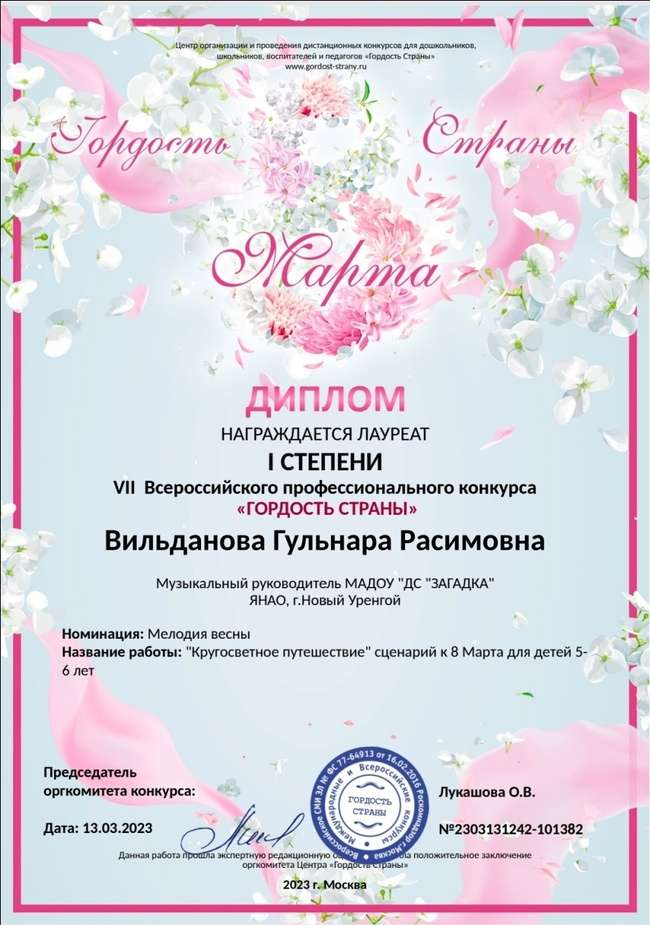 Центр организации и проведения дистанционных конкурсов для дошкольников,
школьников, воспитателей и педагогов «Гордость Страны»
www.gordost-strany.ru
Гордость Страны
8
Марта
ДИПЛОМ
НАГРАЖДАЕТСЯ ЛАУРЕАТ
I СТЕПЕНИ
VII Всероссийского профессионального конкурса
«ГОРДОСТЬ СТРАНЫ»
Вильданова Гульнара Расимовна
Музыкальный руководитель МАДОУ "ДС "ЗАГАДКА"
ЯНАО, г.Новый Уренгой
Номинация: Мелодия весны
Название работы: "Кругосветное путешествие" сценарий к 8 Марта для детей 5-
6 лет
Председатель
оргкомитета конкурса:
Лукашова О.В.
Дата: 13.03.2023
№2303131242-101382
Всероссийское СМИ ЭЛ № ФС 77-64913 от 16.02.2016 Роскомнадзор г.Москва
Международные и Всероссийские конкурсы
ГОРДОСТЬ
СТРАНЫ
Данная работа прошла экспертную редакционную положительное заключение
оргкомитета Центра «Гордость Страны»
2023 г. Москва